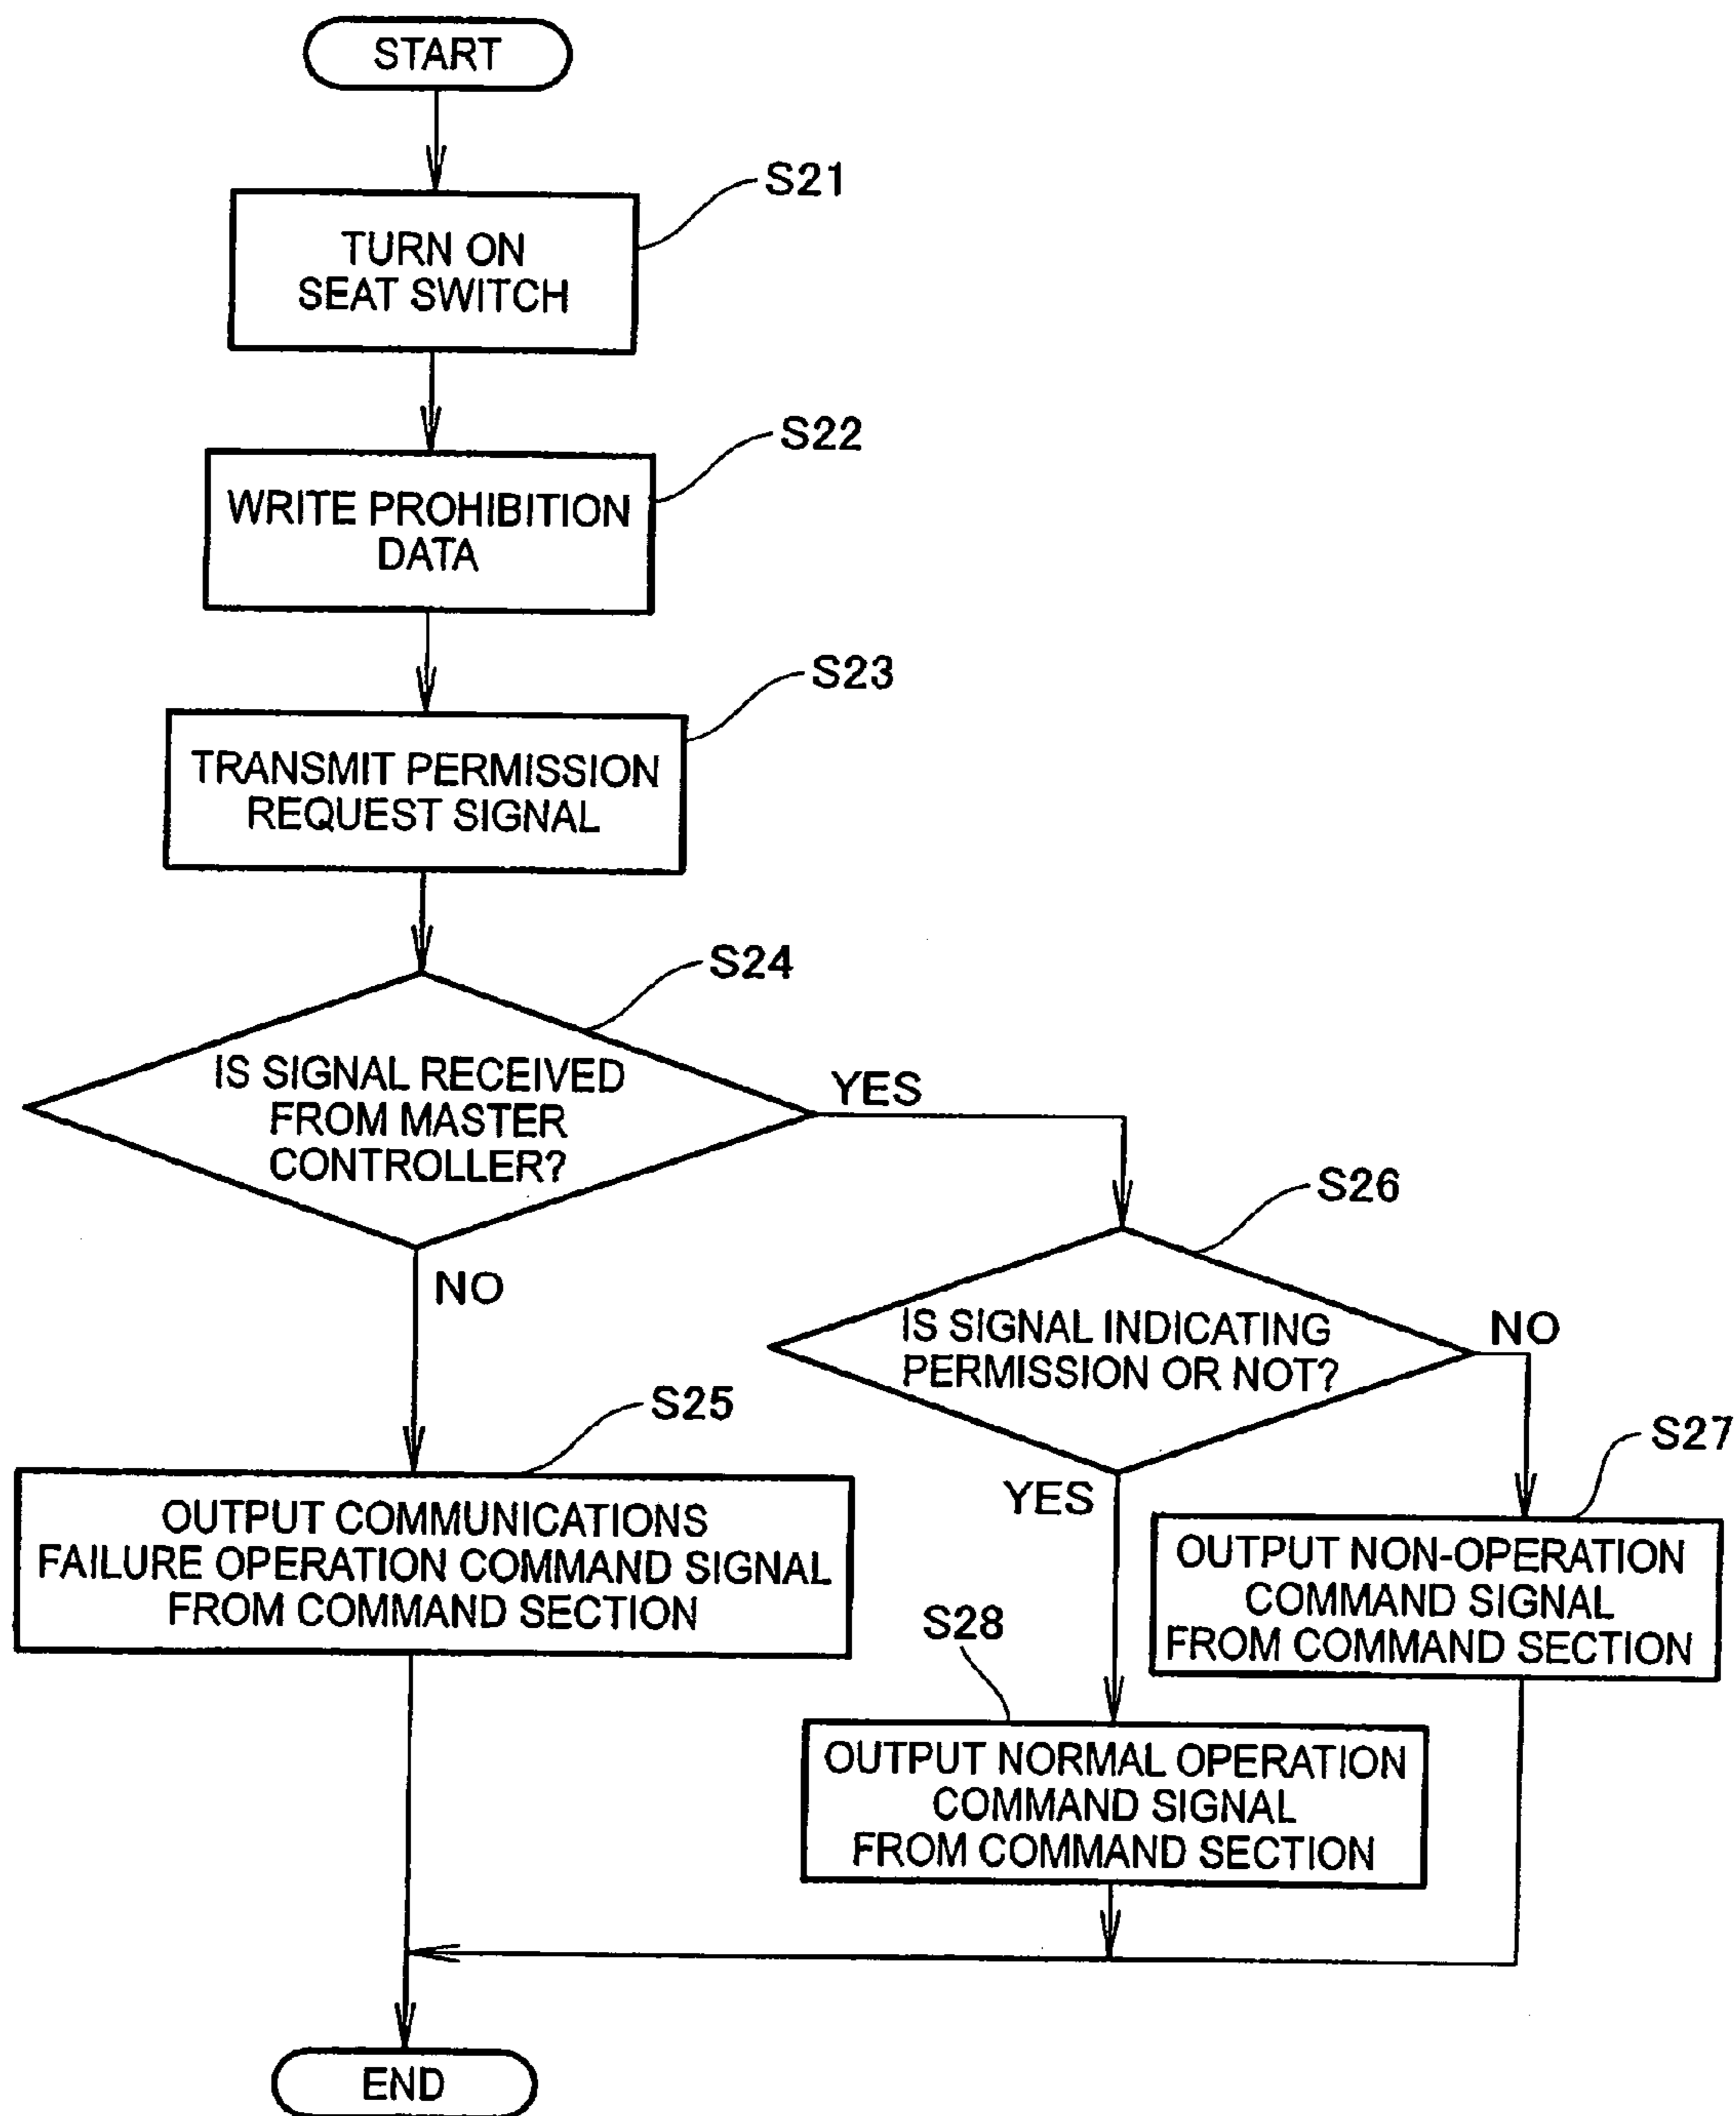 START
S21
TURN ON
SEAT SWITCH
S22
WRITE PROHIBITION
DATA
S23
TRANSMIT PERMISSION
REQUEST SIGNAL
S24
IS SIGNAL RECEIVED
FROM MASTER
CONTROLLER?
YES
NO
S26
IS SIGNAL INDICATING
PERMISSION OR NOT?
NO
YES
S25
OUTPUT COMMUNICATIONS
FAILURE OPERATION COMMAND SIGNAL
FROM COMMAND SECTION
S27
OUTPUT NON-OPERATION
COMMAND SIGNAL
FROM COMMAND SECTION
S28
OUTPUT NORMAL OPERATION
COMMAND SIGNAL
FROM COMMAND SECTION
END